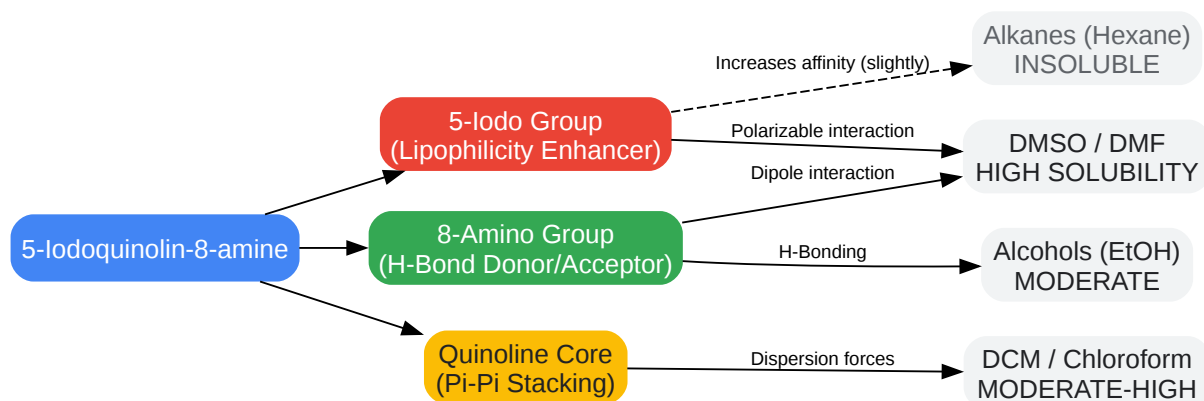 Alkanes (Hexane)
INSOLUBLE
Increases affinity (slightly)
5-Iodo Group
(Lipophilicity Enhancer)
Polarizable interaction
DMSO / DMF
HIGH SOLUBILITY
Dipole interaction
5-Iodoquinolin-8-amine
8-Amino Group
(H-Bond Donor/Acceptor)
H-Bonding
Alcohols (EtOH)
MODERATE
Quinoline Core
(Pi-Pi Stacking)
Dispersion forces
DCM / Chloroform
MODERATE-HIGH